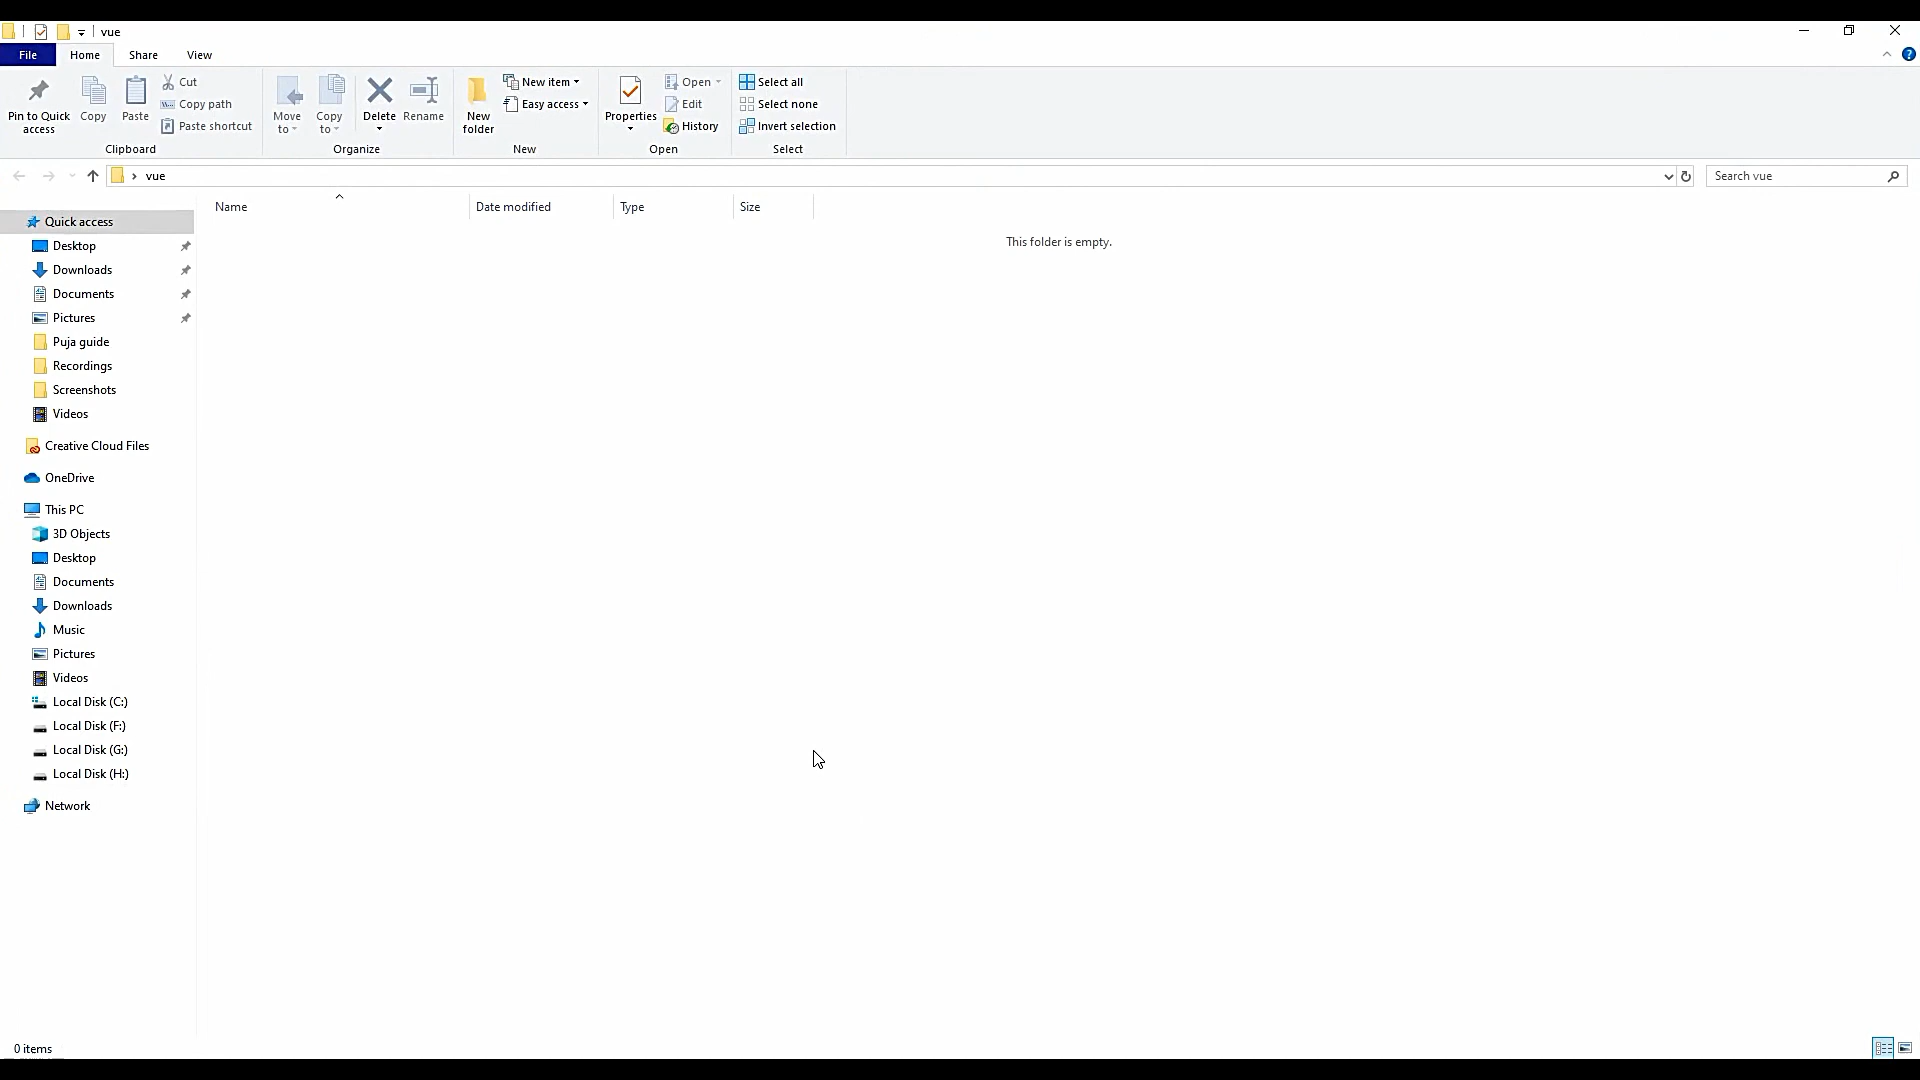 vue
File Home Share View
Pin to Quick access
Copy
Paste
Cut
Copy path
Paste shortcut
Clipboard
Move to
Copy to
Delete
Rename
Organize
New folder
New item
Easy access
New
Properties
Open
Edit
History
Open
Select all
Select none
Invert selection
Select
vue
Search vue
Name Date modified Type Size
This folder is empty.
Quick access
Desktop
Downloads
Documents
Pictures
Puja guide
Recordings
Screenshots
Videos
Creative Cloud Files
OneDrive
This PC
3D Objects
Desktop
Documents
Downloads
Music
Pictures
Videos
Local Disk (C:)
Local Disk (F:)
Local Disk (G:)
Local Disk (H:)
Network
0 items